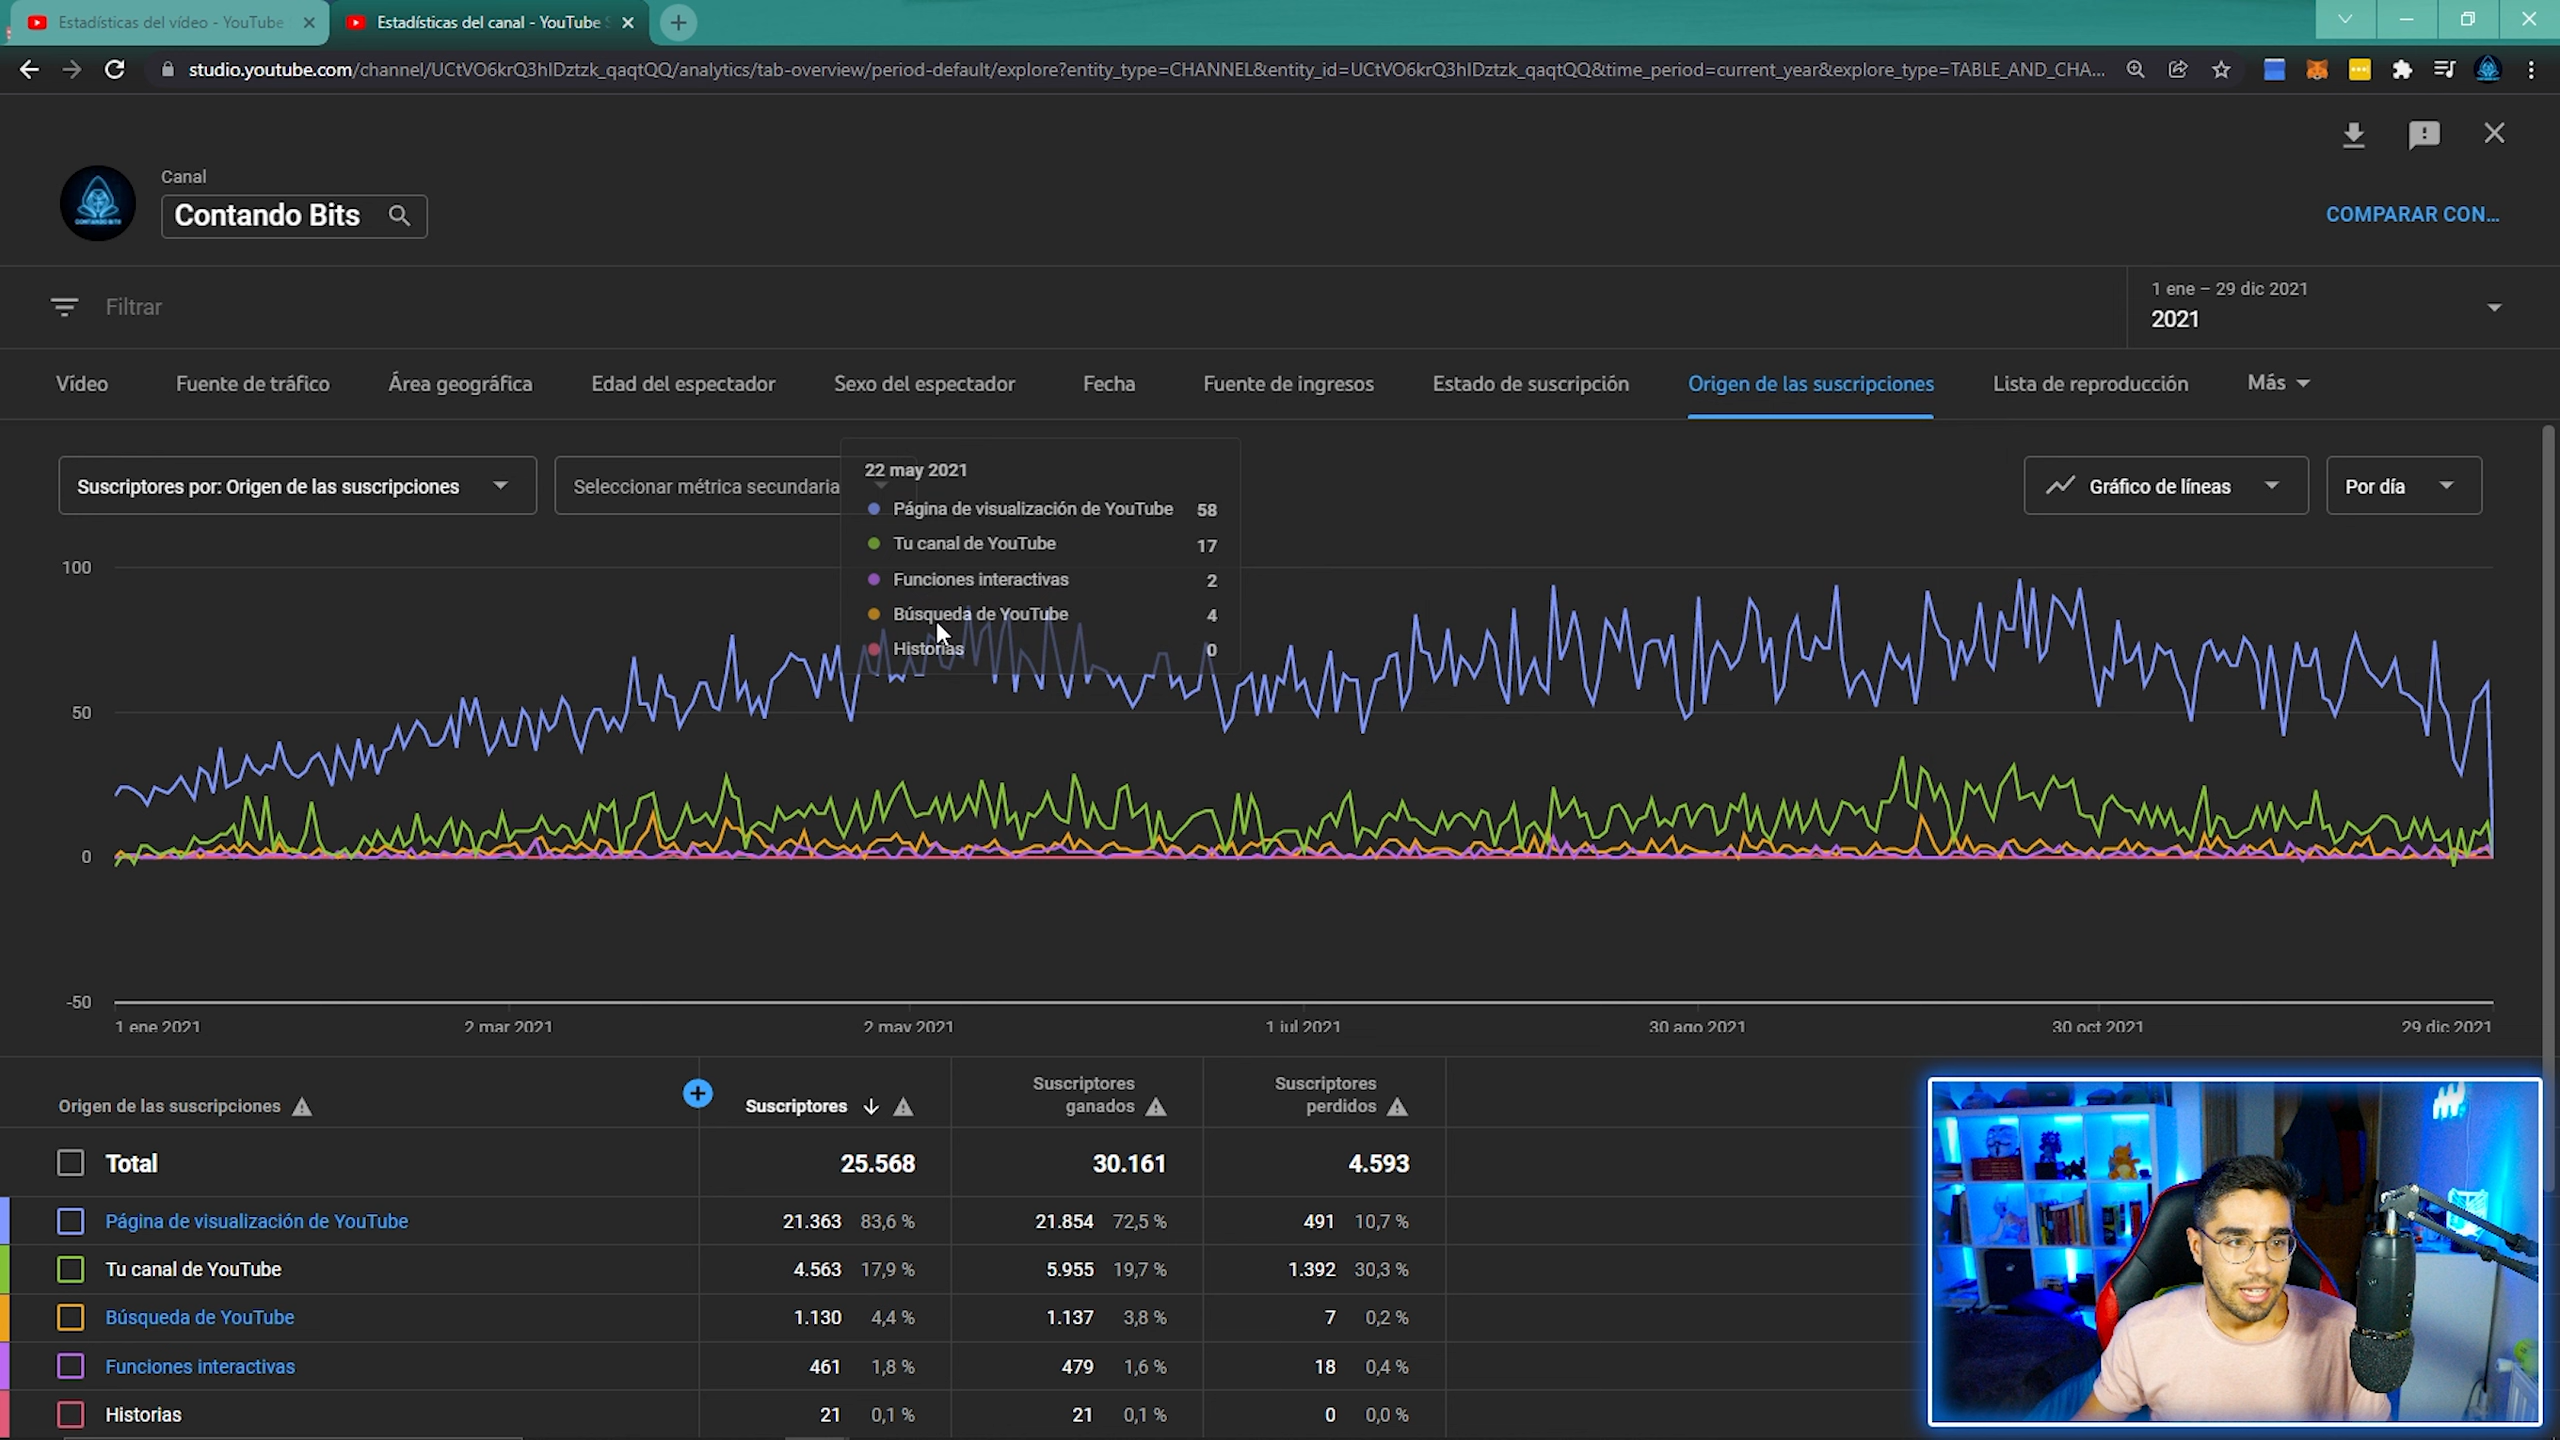 Estadísticas del vídeo - YouTube
Estadísticas del canal - YouTube S
studio.youtube.com/channel/UCtVO6krQ3hIDztzk_qaqtQQ/analytics/tab-overview/period-default/explore?entity_type=CHANNEL&entity_id=UCtVO6krQ3hIDztzk_qaqtQQ&time_period=current_year&explore_type=TABLE_AND_CHA...
Canal
Contando Bits
CONTANDO BITS
COMPARAR CON...
Filtrar
1 ene – 29 dic 2021
2021
Vídeo
Fuente de tráfico
Área geográfica
Edad del espectador
Sexo del espectador
Fecha
Fuente de ingresos
Estado de suscripción
Origen de las suscripciones
Lista de reproducción
Más
Suscriptores por: Origen de las suscripciones
Seleccionar métrica secundaria
Gráfico de líneas
Por día
22 may 2021
Página de visualización de YouTube 58
Tu canal de YouTube 17
Funciones interactivas 2
Búsqueda de YouTube 4
Historias 0
100
50
0
-50
1 ene 2021
2 mar 2021
2 may 2021
1 jul 2021
30 ago 2021
30 oct 2021
29 dic 2021
Origen de las suscripciones
Suscriptores
Suscriptores
ganados
Suscriptores
perdidos
Total 25.568 30.161 4.593
Página de visualización de YouTube 21.363 83,6 % 21.854 72,5 % 491 10,7 %
Tu canal de YouTube 4.563 17,9 % 5.955 19,7 % 1.392 30,3 %
Búsqueda de YouTube 1.130 4,4 % 1.137 3,8 % 7 0,2 %
Funciones interactivas 461 1,8 % 479 1,6 % 18 0,4 %
Historias 21 0,1 % 21 0,1 % 0 0,0 %